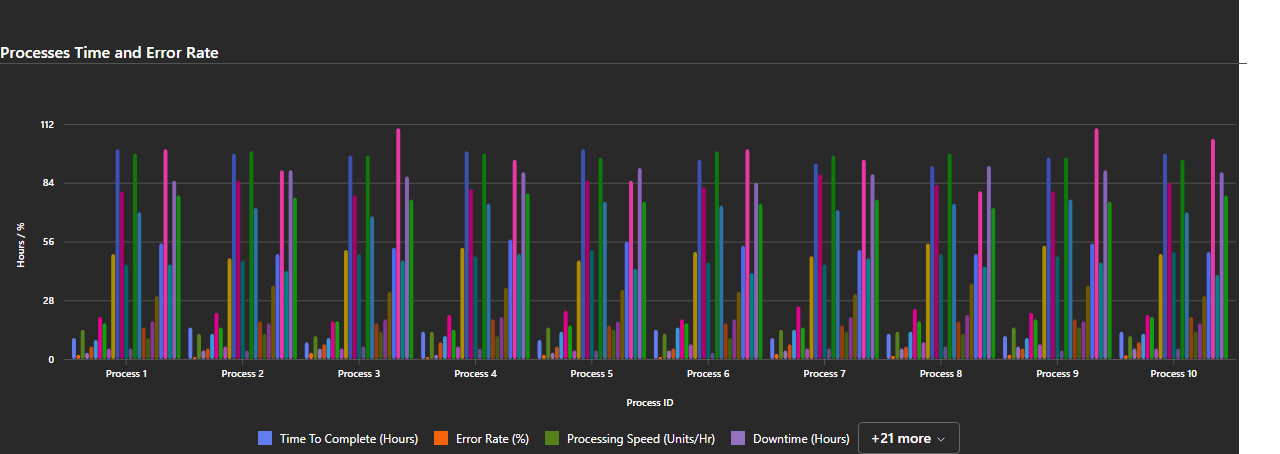 Processes Time and Error Rate
112
84
56
28
0
Hours / %
Process 1 Process 2 Process 3 Process 4 Process 5 Process 6 Process 7 Process 8 Process 9 Process 10
Process ID
Time To Complete (Hours) Error Rate (%) Processing Speed (Units/Hr) Downtime (Hours) +21 more